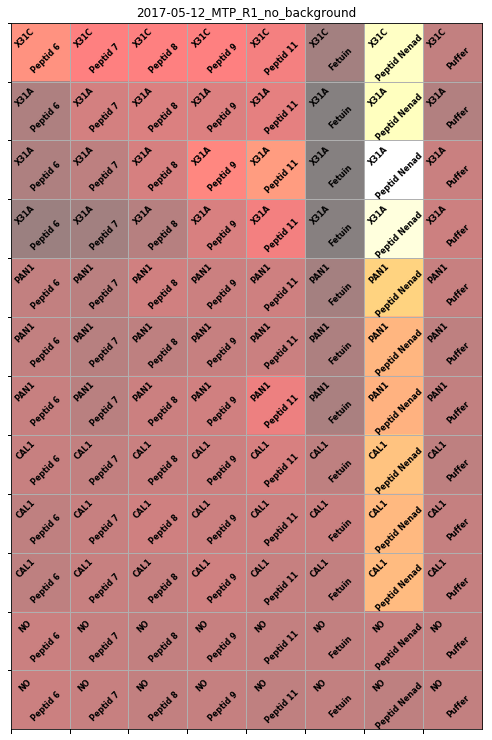 2017-05-12_MTP_R1_no_background
X31C Peptid 6 X31C Peptid 7 X31C Peptid 8 X31C Peptid 9 X31C Peptid 11 X31C Fetuin X31C Peptid Nenad X31C Puffer
X31A Peptid 6 X31A Peptid 7 X31A Peptid 8 X31A Peptid 9 X31A Peptid 11 X31A Fetuin X31A Peptid Nenad X31A Puffer
X31A Peptid 6 X31A Peptid 7 X31A Peptid 8 X31A Peptid 9 X31A Peptid 11 X31A Fetuin X31A Peptid Nenad X31A Puffer
X31A Peptid 6 X31A Peptid 7 X31A Peptid 8 X31A Peptid 9 X31A Peptid 11 X31A Fetuin X31A Peptid Nenad X31A Puffer
PAN1 Peptid 6 PAN1 Peptid 7 PAN1 Peptid 8 PAN1 Peptid 9 PAN1 Peptid 11 PAN1 Fetuin PAN1 Peptid Nenad PAN1 Puffer
PAN1 Peptid 6 PAN1 Peptid 7 PAN1 Peptid 8 PAN1 Peptid 9 PAN1 Peptid 11 PAN1 Fetuin PAN1 Peptid Nenad PAN1 Puffer
PAN1 Peptid 6 PAN1 Peptid 7 PAN1 Peptid 8 PAN1 Peptid 9 PAN1 Peptid 11 PAN1 Fetuin PAN1 Peptid Nenad PAN1 Puffer
CAL1 Peptid 6 CAL1 Peptid 7 CAL1 Peptid 8 CAL1 Peptid 9 CAL1 Peptid 11 CAL1 Fetuin CAL1 Peptid Nenad CAL1 Puffer
CAL1 Peptid 6 CAL1 Peptid 7 CAL1 Peptid 8 CAL1 Peptid 9 CAL1 Peptid 11 CAL1 Fetuin CAL1 Peptid Nenad CAL1 Puffer
CAL1 Peptid 6 CAL1 Peptid 7 CAL1 Peptid 8 CAL1 Peptid 9 CAL1 Peptid 11 CAL1 Fetuin CAL1 Peptid Nenad CAL1 Puffer
NO Peptid 6 NO Peptid 7 NO Peptid 8 NO Peptid 9 NO Peptid 11 NO Fetuin NO Peptid Nenad NO Puffer
NO Peptid 6 NO Peptid 7 NO Peptid 8 NO Peptid 9 NO Peptid 11 NO Fetuin NO Peptid Nenad NO Puffer